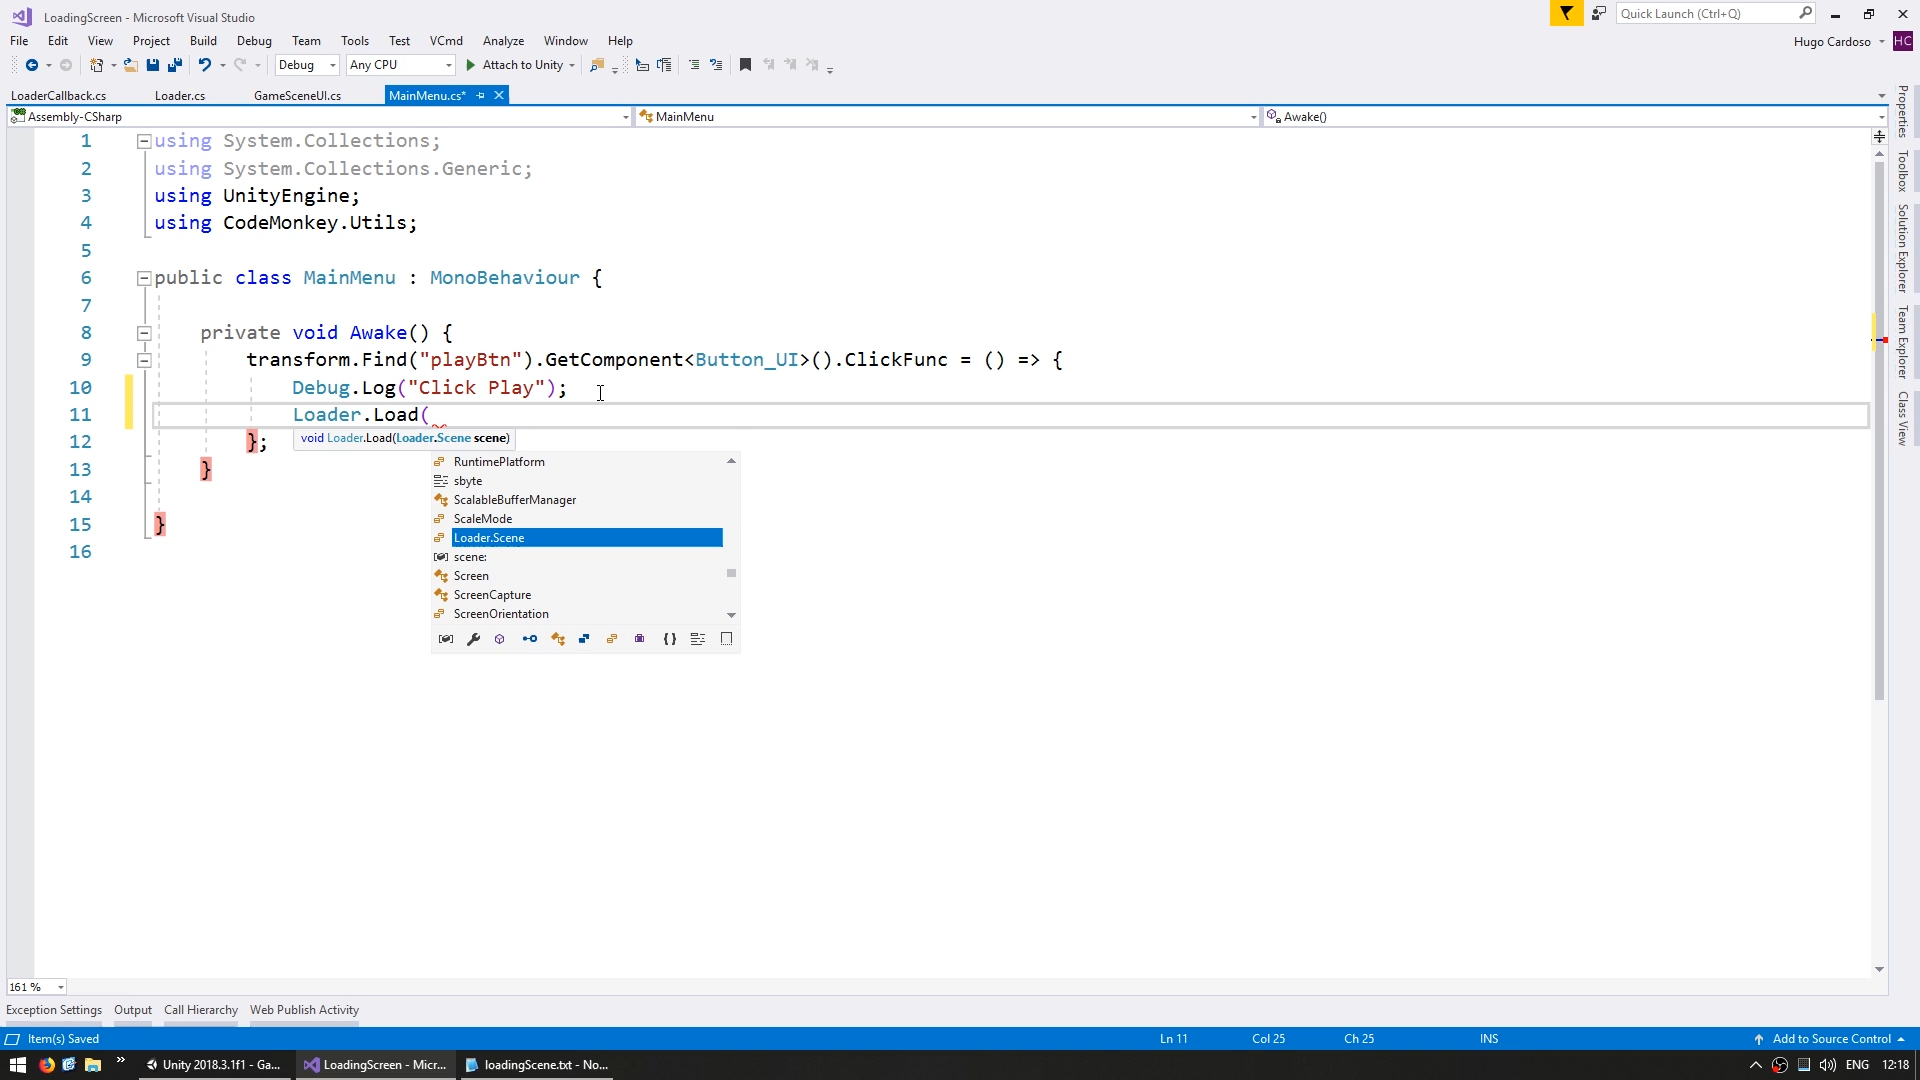 LoadingScreen - Microsoft Visual Studio
Quick Launch (Ctrl+Q)
File Edit View Project Build Debug Team Tools Test VCmd Analyze Window Help
Hugo Cardoso HC
Debug Any CPU Attach to Unity
LoaderCallback.cs Loader.cs GameSceneUI.cs MainMenu.cs*
Assembly-CSharp MainMenu Awake()
1 using System.Collections;
2 using System.Collections.Generic;
3 using UnityEngine;
4 using CodeMonkey.Utils;
5
6 public class MainMenu : MonoBehaviour {
7
8 private void Awake() {
9 transform.Find("playBtn").GetComponent<Button_UI>().ClickFunc = () => {
10 Debug.Log("Click Play");
11 Loader.Load(
12 };
void Loader.Load(Loader.Scene scene)
13 }
14
15 }
16
RuntimePlatform
sbyte
ScalableBufferManager
ScaleMode
Loader.Scene
scene:
Screen
ScreenCapture
ScreenOrientation
Properties
Toolbox
Solution Explorer
Team Explorer
Class View
161 %
Exception Settings Output Call Hierarchy Web Publish Activity
Item(s) Saved Ln 11 Col 25 Ch 25 INS Add to Source Control
Unity 2018.3.1f1 - Ga... LoadingScreen - Micr... loadingScene.txt - No... ENG 12:18